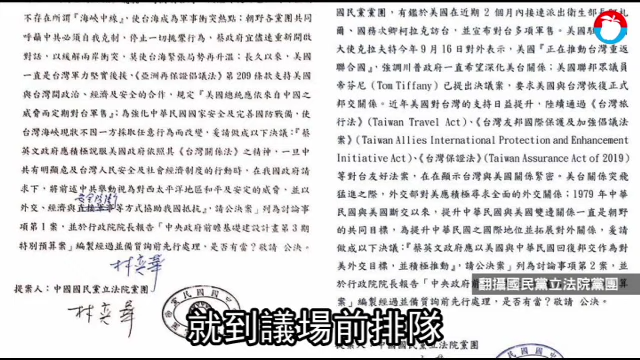 不存在所謂「海峽中線」,使台海成為軍事衝突熱點;朝野各黨團共同
呼籲中共必須自我克制,停止一切挑釁行為,蔡政府宜儘速重新開啟
對話,以緩解兩岸衝突,莫使台海緊張局勢再升溫;長久以來,美國
一直是台灣軍力堅實後援,《亞洲再保證倡議法》第209條款支持美國
與台灣間政治、經濟及安全的合作,規定『美國總統應依來自中國之
威脅而定期對台軍售』;為強化中華民國國家安全及完善國防戰備,使
台灣海峽現狀不因一方採取任意行為而改變,爰請做成以下決議:「蔡
英文政府應積極說服美國政府依照其《台灣關係法》之精神,一旦中
共有明顯危及台灣人民安全及社會經濟制度的行動時,在我國政府請
求下,將前述中共舉動視為對西太平洋地區和平及安定的威脅,並以
外交、經濟與直接軍事等方式協助我國抵抗。」請公決案」列為討論事
項第1案,並於行政院院長報告「中央政府前瞻基礎建設計畫第3期
特別預算案」編製經過並備質詢前先行處理,是否有當?敬請 公決。
林奕華
提案人:中國國民黨立法院黨團
林奕華
國民黨黨團,有鑑於美國在近期2個月內接連派出衛生部長
爾、國務次卿柯拉克訪台,並宣布對台多項軍售。美國駐
大使克拉夫特今年9月16日對外表示,美國『正在推動台灣重返
聯合國』,強調川普政府一直希望深化美台關係;美國聯邦眾議員
帝芬尼(Tom Tiffany)已提出決議案,要求美國與台灣恢復正
式邦交關係。近年美國對台灣的支持日益提升,陸續通過《台灣旅
行法》(Taiwan Travel Act)、《台灣友邦國際保護及加強倡議法
案》(Taiwan Allies International Protection and Enhancement
Initiative Act)、《台灣保證法》(Taiwan Assurance Act of 2019)
等對台友好法案,在在顯示台灣與美國關係緊密。美台關係突飛
猛進之際,外交部對美應積極尋求全面的外交關係;1979年中華
民國與美國斷交以來,提升中華民國與美國雙邊關係一直是朝野
的共同目標,為提升中華民國之國際地位並拓展對外關係,爰請
做成以下決議:「蔡英文政府應以美國與中華民國回復邦交作為對
美外交目標,並積極推動。」請公決案」列為討論事項第2案,並
於行政院院長報告「中央政府
案」編製經過並備質詢前先行處理,是否有當?敬請 公決。
提案人:中國國民黨立法院黨團
翻攝國民黨立法院黨團
就到議場前排隊